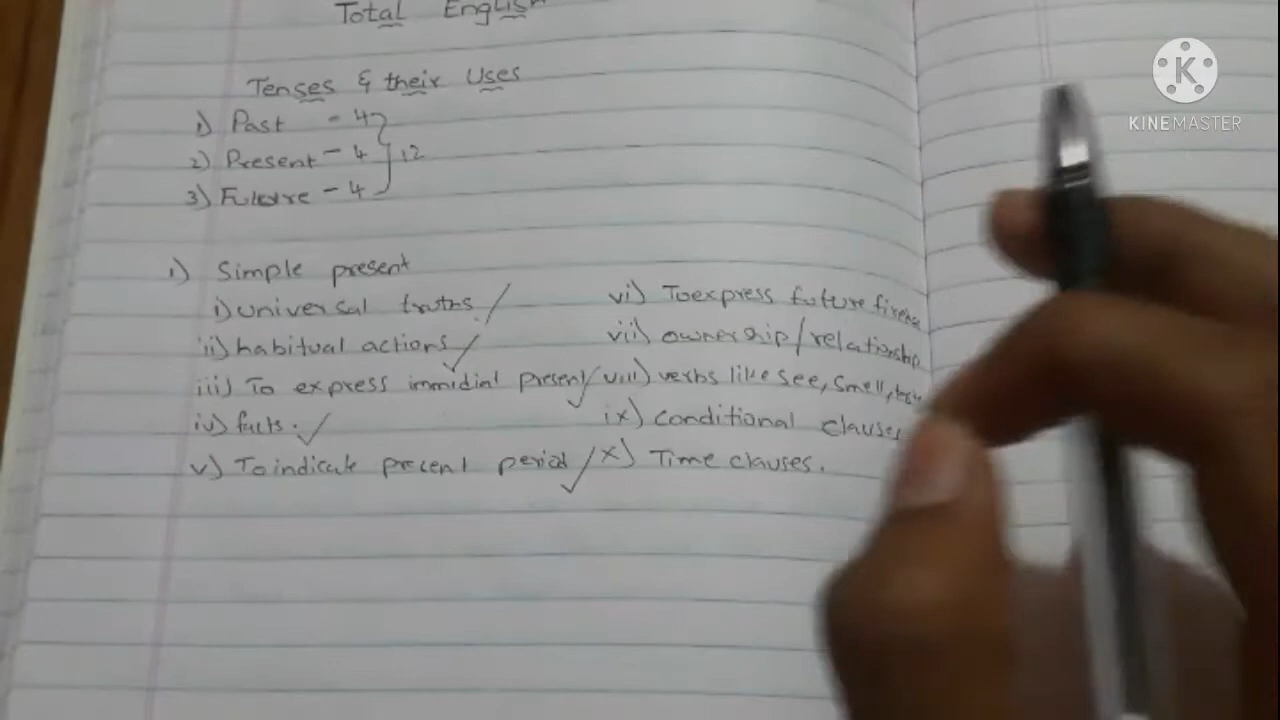 Total English
Tenses & their Uses
1) Past - 4
2) Present - 4
3) Future - 4
12
1) Simple present
i) universal truths
ii) habitual actions
iii) To express immidial present
iv) facts.
v) To indicate present period
vi) To express future
vii) ownership/relationship
viii) verbs like see, smell,
ix) conditional clauses
x) Time clauses.
K
KINEMASTER